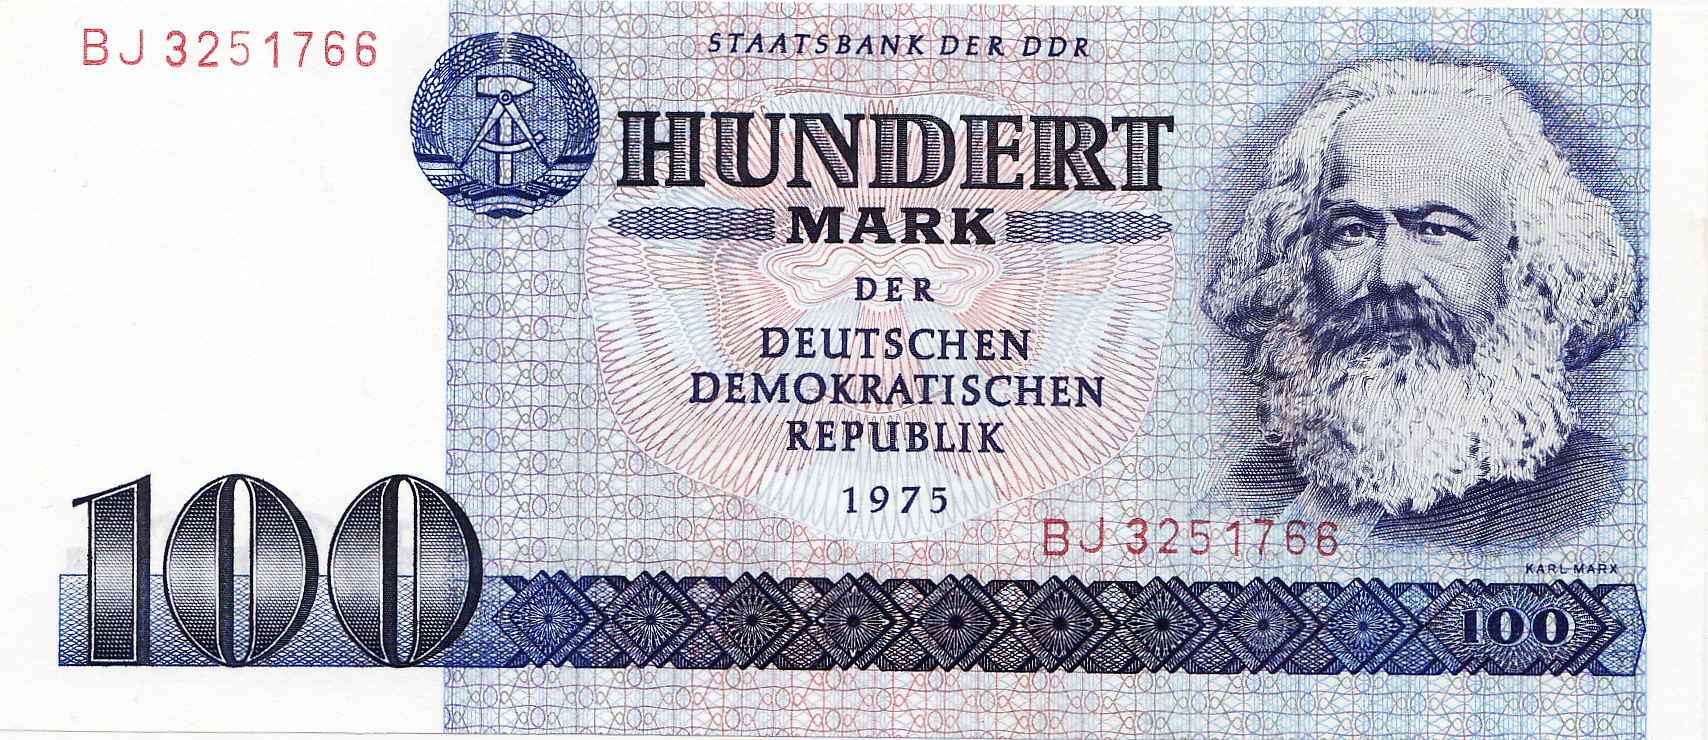 BJ 3251766
STAATSBANK DER DDR
HUNDERT
MARK
DER
DEUTSCHEN
DEMOKRATISCHEN
REPUBLIK
1975
BJ 3251766
KARL MARX
100
100